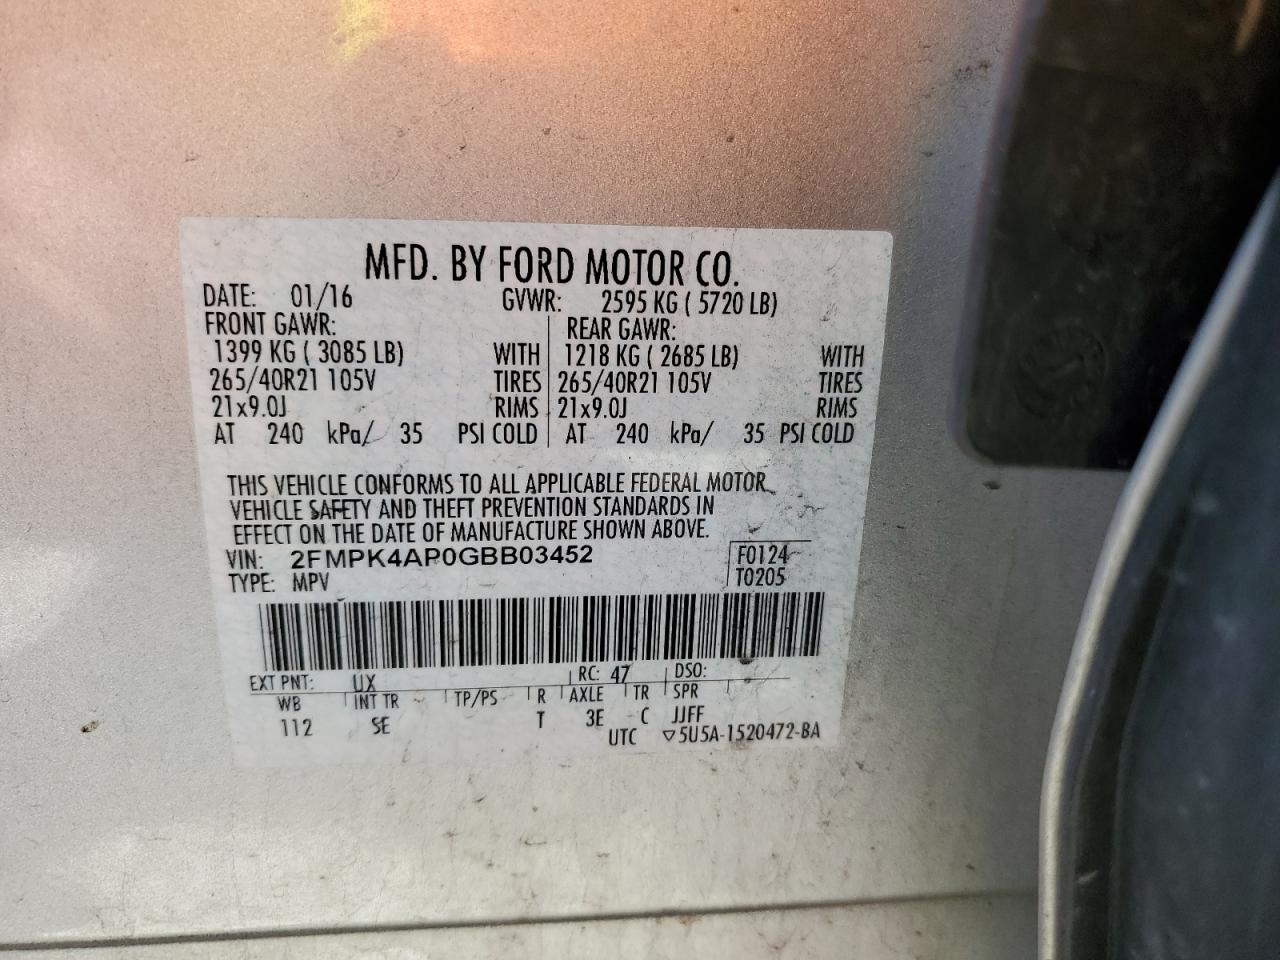 MFD. BY FORD MOTOR CO.
DATE: 01/16 GVWR: 2595 KG ( 5720 LB)
FRONT GAWR: REAR GAWR:
1399 KG ( 3085 LB) WITH 1218 KG ( 2685 LB) WITH
265/40R21 105V TIRES 265/40R21 105V TIRES
21x9.0J RIMS 21x9.0J RIMS
AT 240 kPa/ 35 PSI COLD AT 240 kPa/ 35 PSI COLD
THIS VEHICLE CONFORMS TO ALL APPLICABLE FEDERAL MOTOR
VEHICLE SAFETY AND THEFT PREVENTION STANDARDS IN
EFFECT ON THE DATE OF MANUFACTURE SHOWN ABOVE.
VIN: 2FMPK4AP0GBB03452 F0124
TYPE: MPV T0205
EXT PNT: UX RC: 47 DSO:
WB INT TR TP/PS R AXLE TR SPR
112 SE T 3E C JJFF
UTC ▽5U5A-1520472-BA